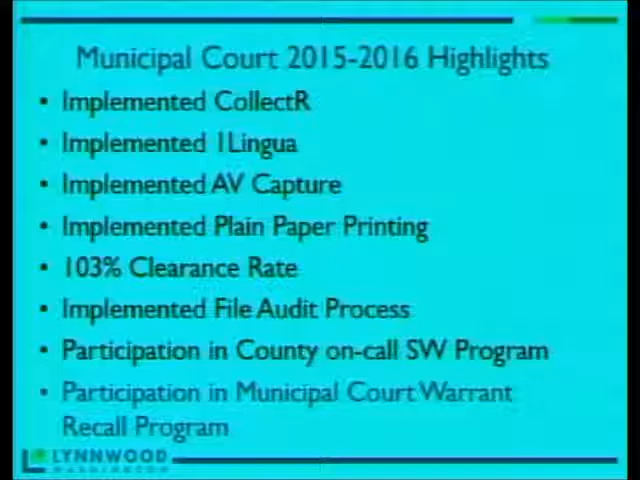 Municipal Court 2015-2016 Highlights
• Implemented CollectR
• Implemented 1Lingua
• Implemented AV Capture
• Implemented Plain Paper Printing
• 103% Clearance Rate
• Implemented File Audit Process
• Participation in County on-call SW Program
• Participation in Municipal Court Warrant
Recall Program
LYNNWOOD
WASHINGTON